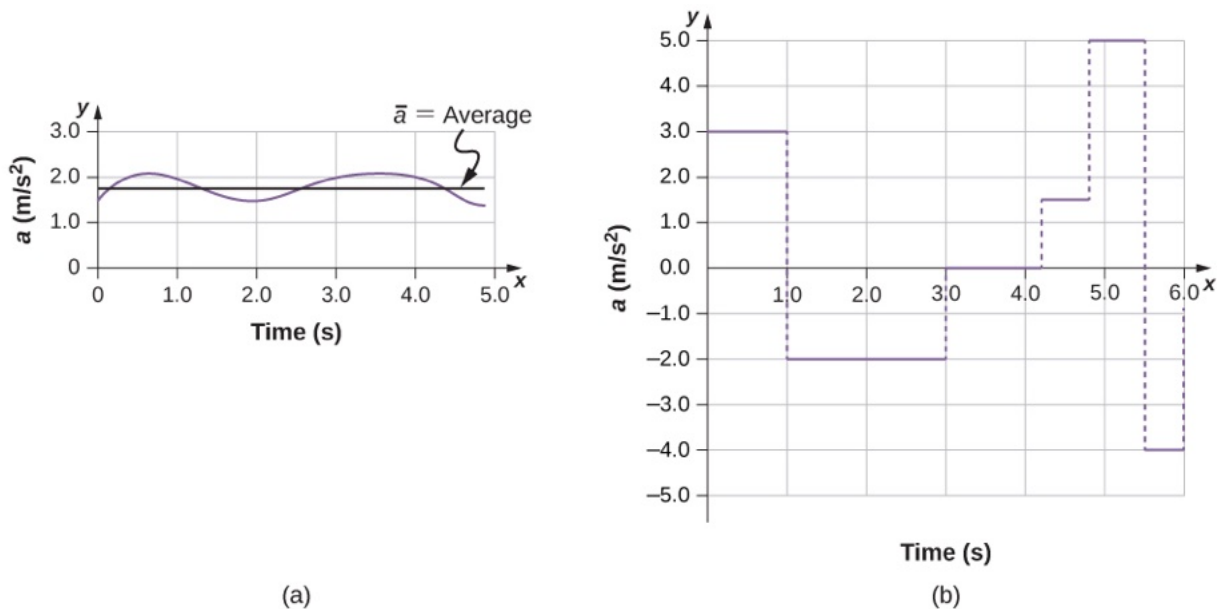 y
ā = Average
3.0
2.0
1.0
0
a (m/s²)
0 1.0 2.0 3.0 4.0 5.0 x
Time (s)
(a)
y
5.0
4.0
3.0
2.0
1.0
0.0
−1.0
−2.0
−3.0
−4.0
−5.0
a (m/s²)
1.0 2.0 3.0 4.0 5.0 6.0 x
Time (s)
(b)